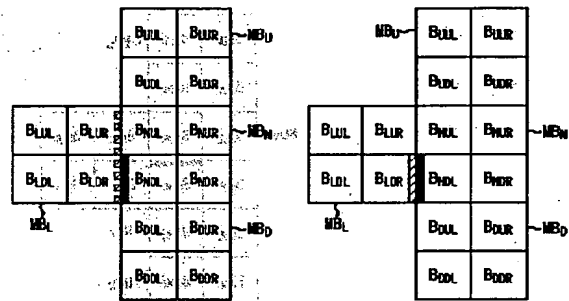 BUUL BUUR MBU
BUDL BUDR
BLUL BLUR BNUL BNUR MBN
BLDL BLDR BNDL BNDR
MBL
BDUL BDUR MBD
BDDL BDDR
MBU BUUL BUUR
BUDL BUDR
BLUL BLUR BNUL BNUR MBN
BLDL BLDR BNDL BNDR
MBL
BDUL BDUR MBD
BDDL BDDR